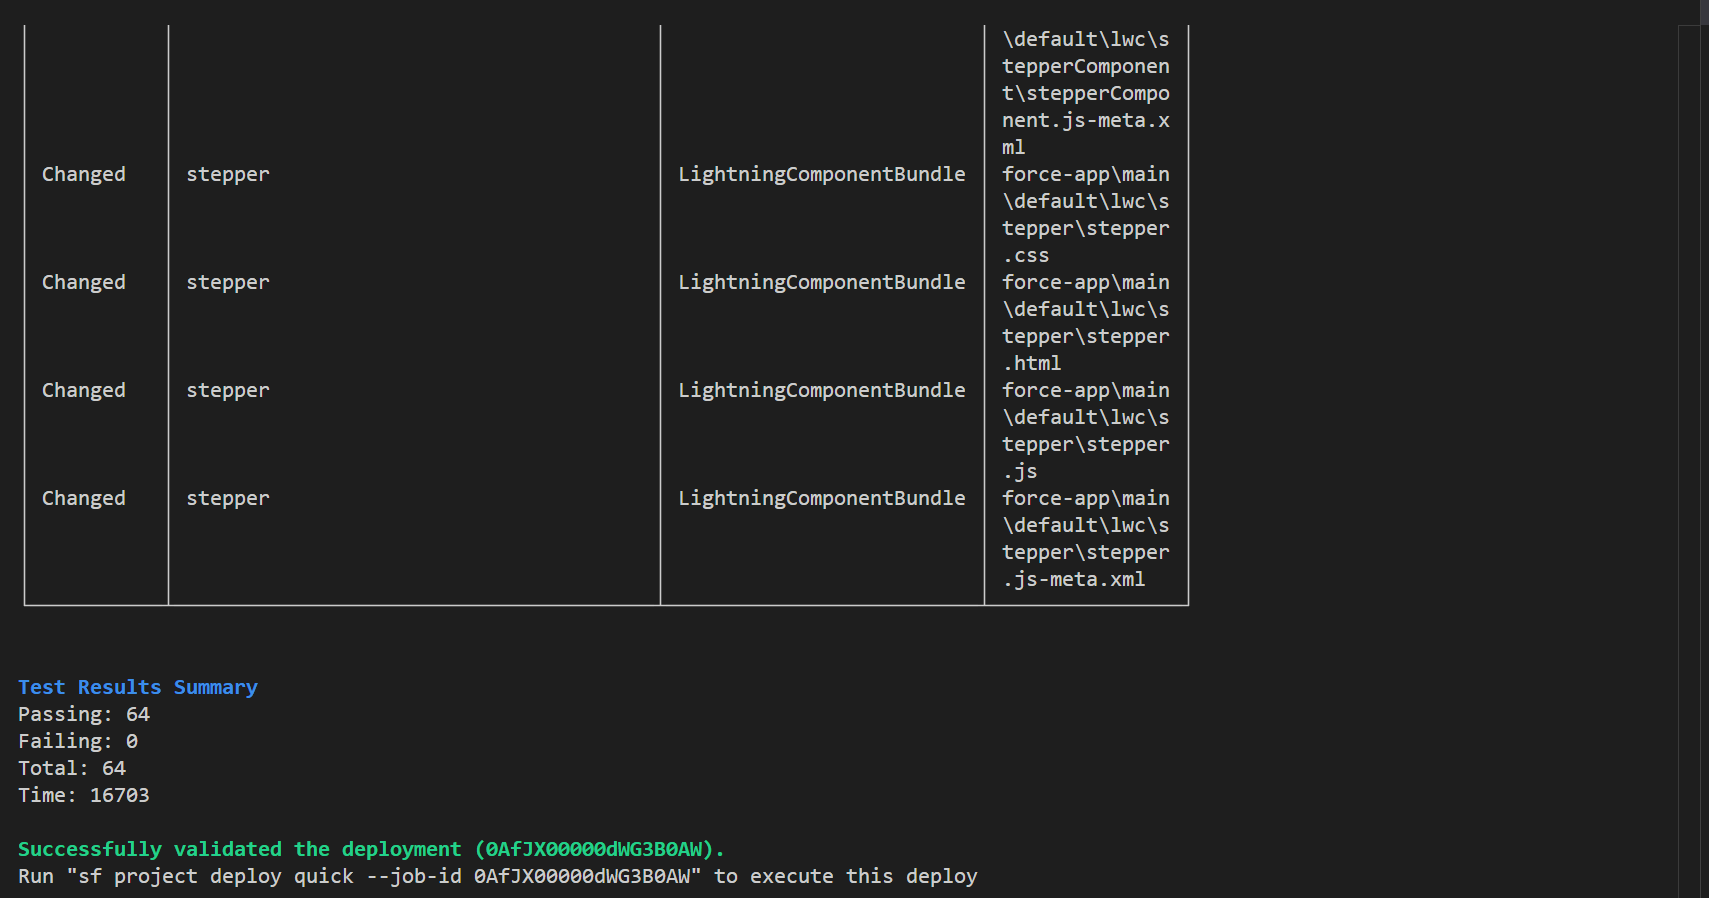 \default\lwc\s
tepperComponen
t\stepperCompo
nent.js-meta.x
ml
Changed stepper LightningComponentBundle force-app\main
\default\lwc\s
tepper\stepper
.css
Changed stepper LightningComponentBundle force-app\main
\default\lwc\s
tepper\stepper
.html
Changed stepper LightningComponentBundle force-app\main
\default\lwc\s
tepper\stepper
.js
Changed stepper LightningComponentBundle force-app\main
\default\lwc\s
tepper\stepper
.js-meta.xml
Test Results Summary
Passing: 64
Failing: 0
Total: 64
Time: 16703
Successfully validated the deployment (0AfJX00000dWG3B0AW).
Run "sf project deploy quick --job-id 0AfJX00000dWG3B0AW" to execute this deploy